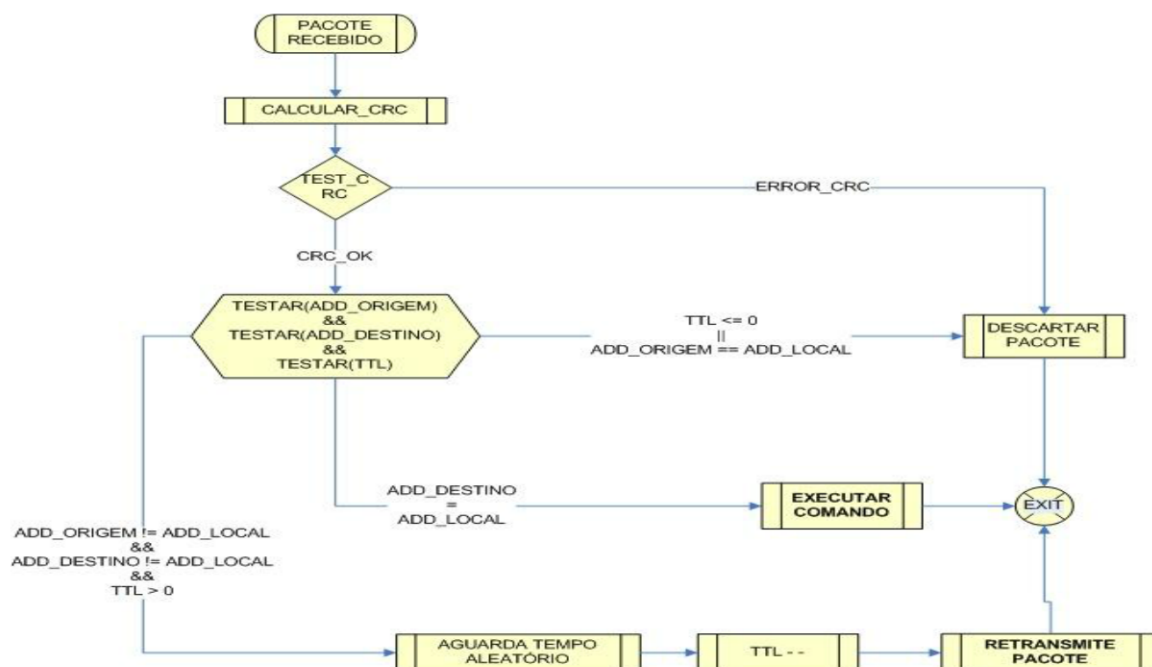 PACOTE
RECEBIDO
CALCULAR_CRC
TEST_C
RC
ERROR_CRC
CRC_OK
TESTAR(ADD_ORIGEM)
&&
TESTAR(ADD_DESTINO)
&&
TESTAR(TTL)
TTL <= 0
||
ADD_ORIGEM == ADD_LOCAL
DESCARTAR
PACOTE
ADD_DESTINO
=
ADD_LOCAL
EXECUTAR
COMANDO
EXIT
ADD_ORIGEM != ADD_LOCAL
&&
ADD_DESTINO != ADD_LOCAL
&&
TTL > 0
AGUARDA TEMPO
ALEATÓRIO
TTL - -
RETRANSMITE
PACOTE